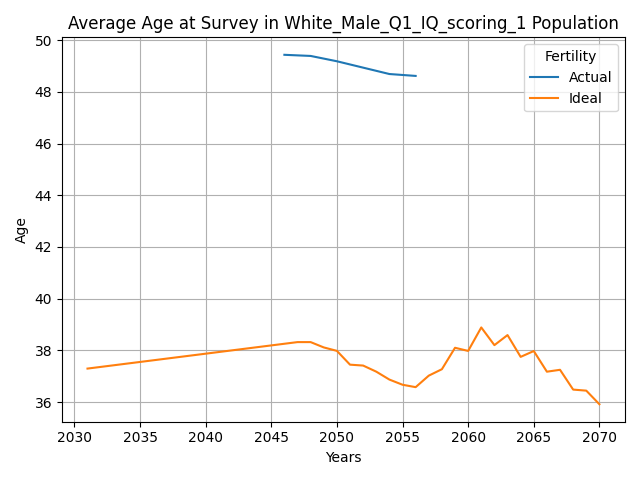 Average Age at Survey in White_Male_Q1_IQ_scoring_1 Population
50
48
46
44
42
40
38
36
Age
Fertility
Actual
Ideal
2030 2035 2040 2045 2050 2055 2060 2065 2070
Years